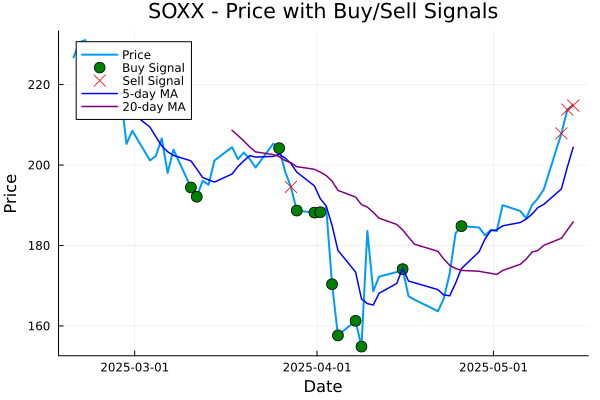 SOXX - Price with Buy/Sell Signals
Price
Buy Signal
Sell Signal
5-day MA
20-day MA
220
200
180
160
Price
2025-03-01
2025-04-01
2025-05-01
Date